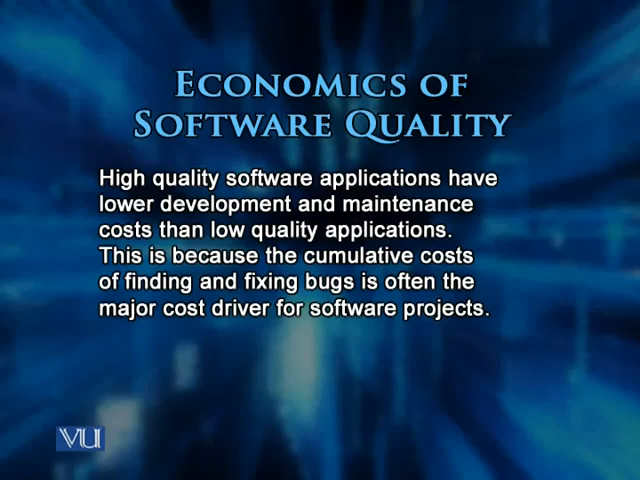 ECONOMICS OF
SOFTWARE QUALITY
High quality software applications have
lower development and maintenance
costs than low quality applications.
This is because the cumulative costs
of finding and fixing bugs is often the
major cost driver for software projects.
VU